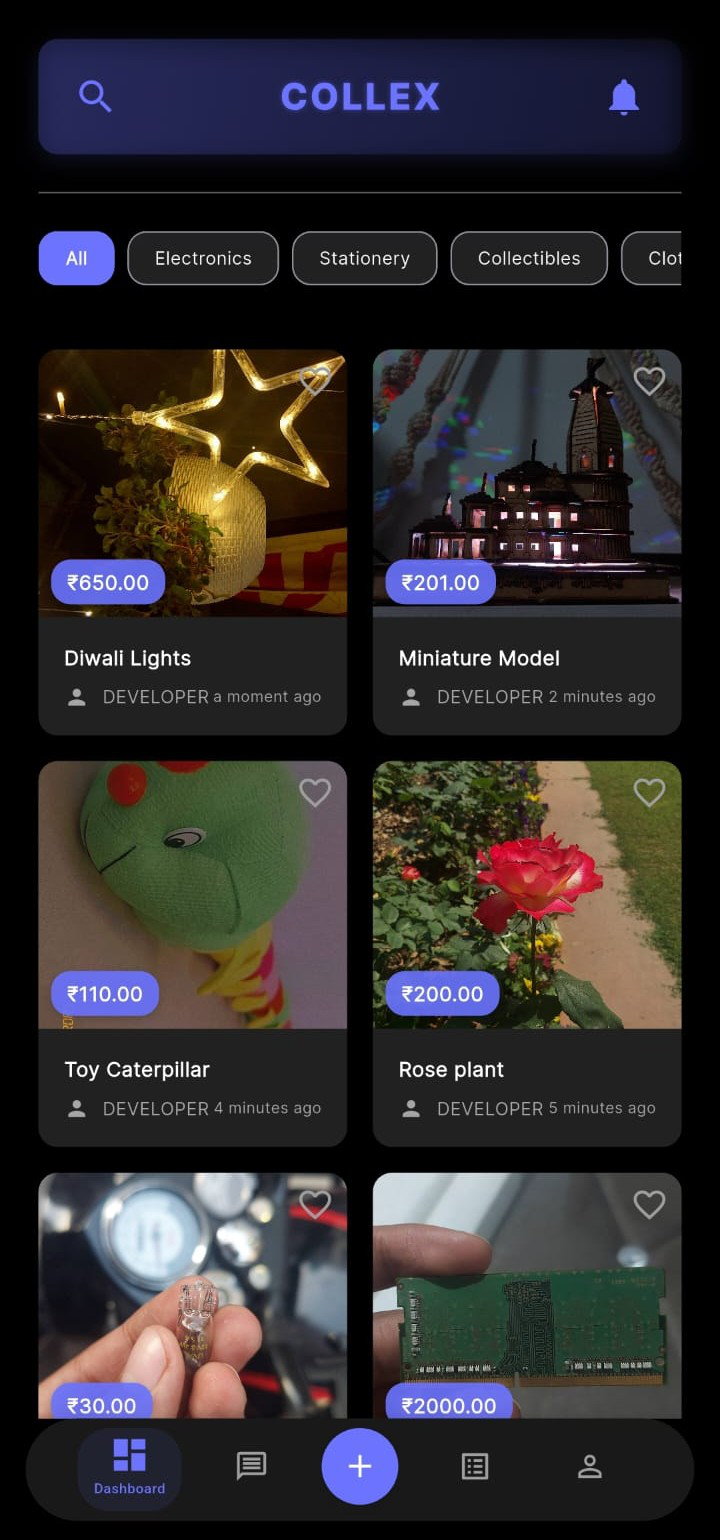 COLLEX
All Electronics Stationery Collectibles Clot
₹650.00 ₹201.00
Diwali Lights Miniature Model
DEVELOPER a moment ago DEVELOPER 2 minutes ago
₹110.00 ₹200.00
Toy Caterpillar Rose plant
DEVELOPER 4 minutes ago DEVELOPER 5 minutes ago
₹30.00 ₹2000.00
Dashboard